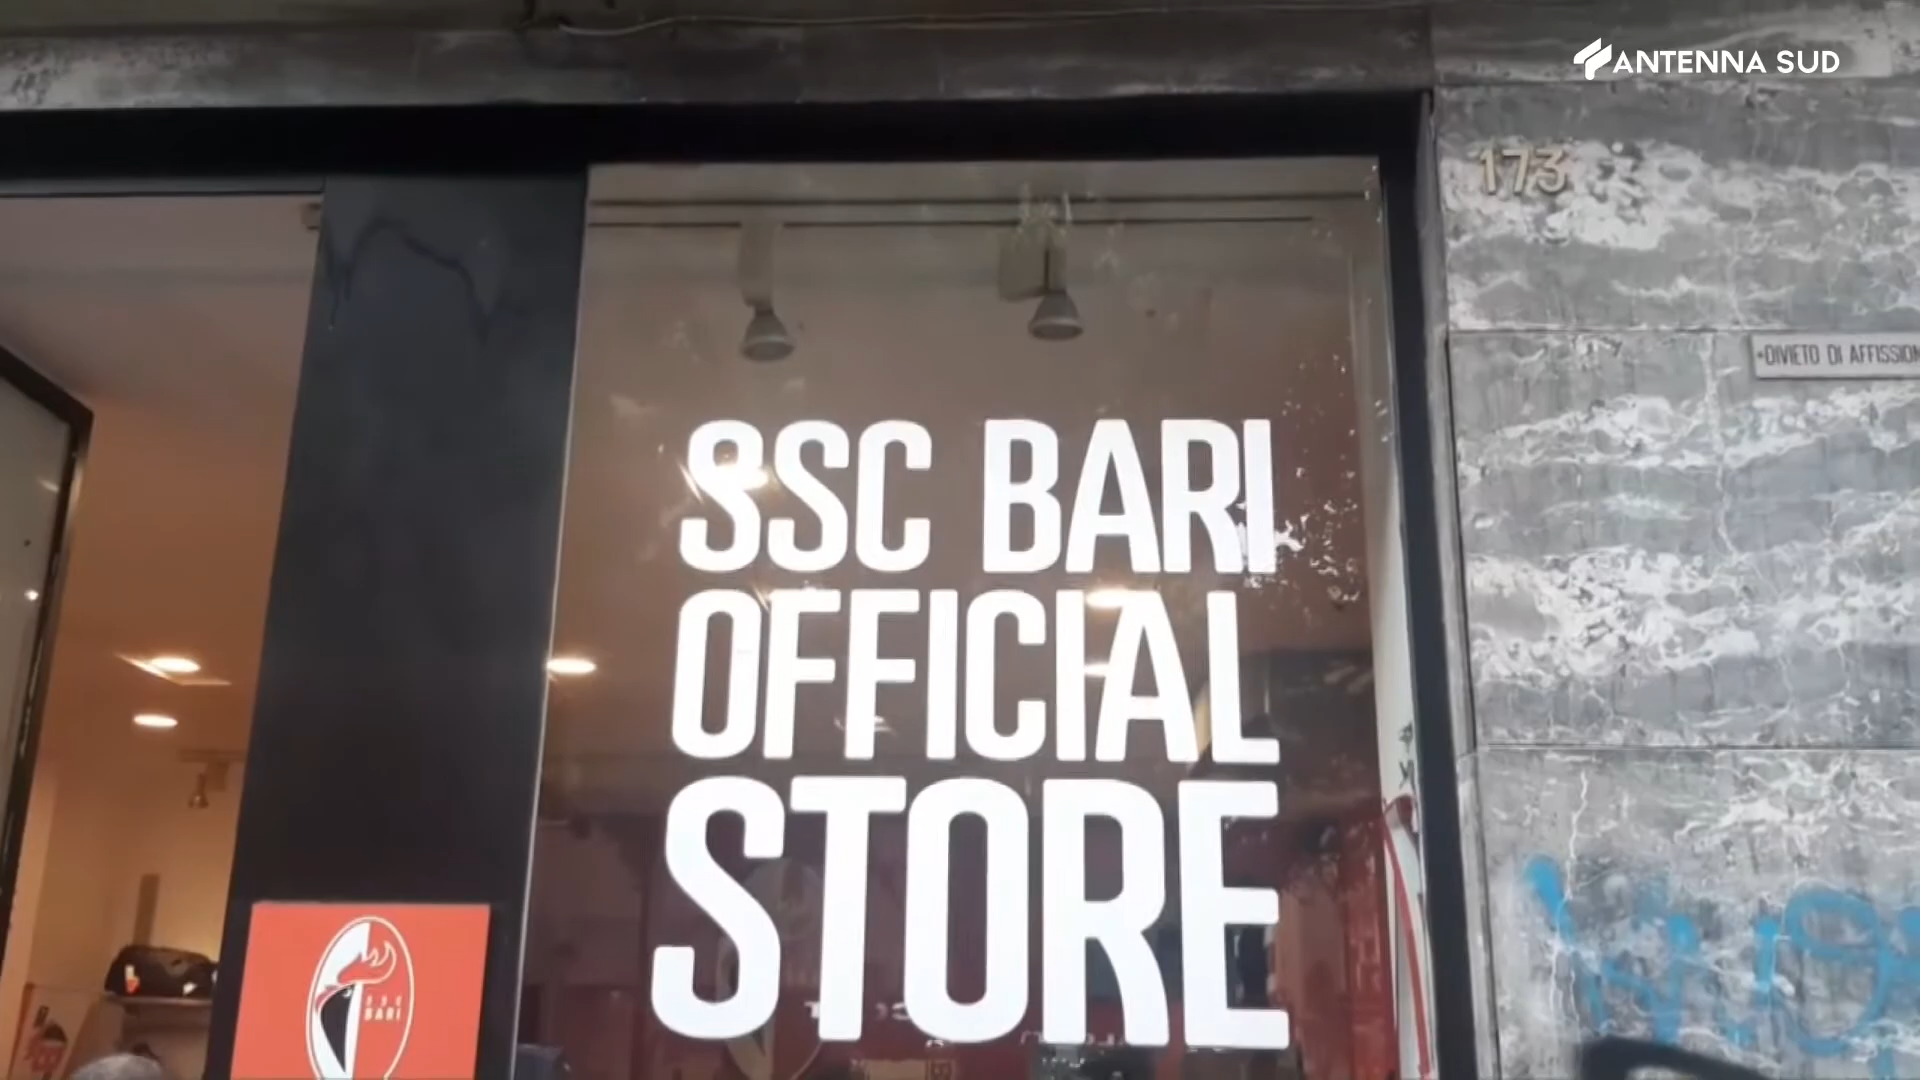 ANTENNA SUD
173
•DIVIETO DI AFFISSION
SSC BARI
OFFICIAL
STORE
SSC
BARI